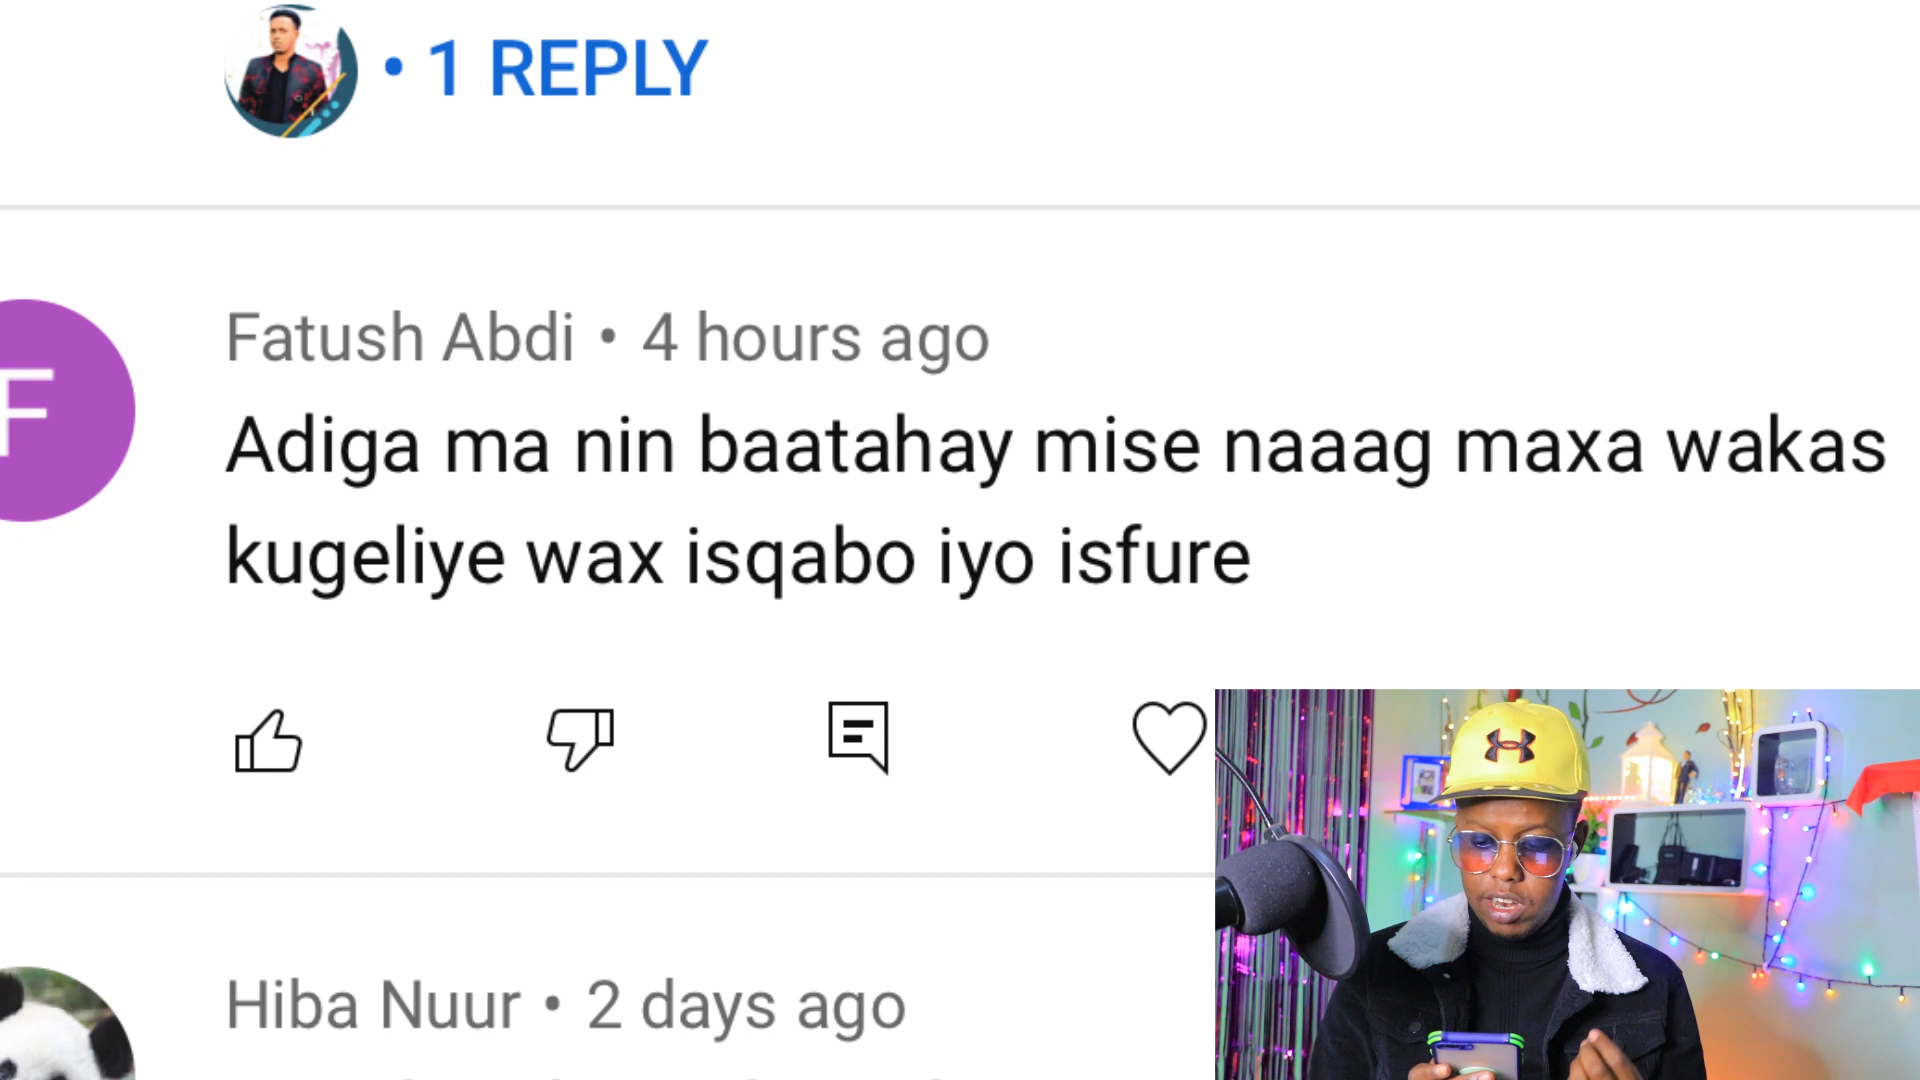 • 1 REPLY
Fatush Abdi • 4 hours ago
F
Adiga ma nin baatahay mise naaag maxa wakas
kugeliye wax isqabo iyo isfure
Hiba Nuur • 2 days ago